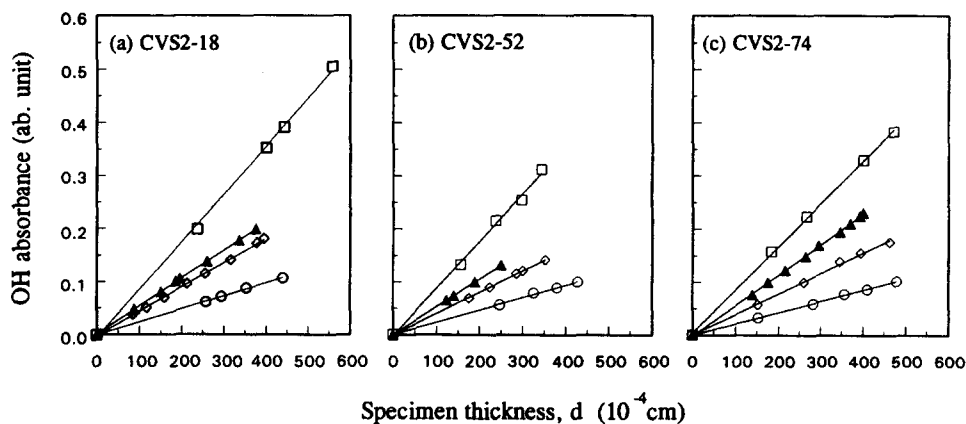 (a) CVS2-18
(b) CVS2-52
(c) CVS2-74
OH absorbance (ab. unit)
0.6
0.5
0.4
0.3
0.2
0.1
0.0
0 100 200 300 400 500 600
0 100 200 300 400 500 600
0 100 200 300 400 500 600
Specimen thickness, d (10⁻⁴cm)